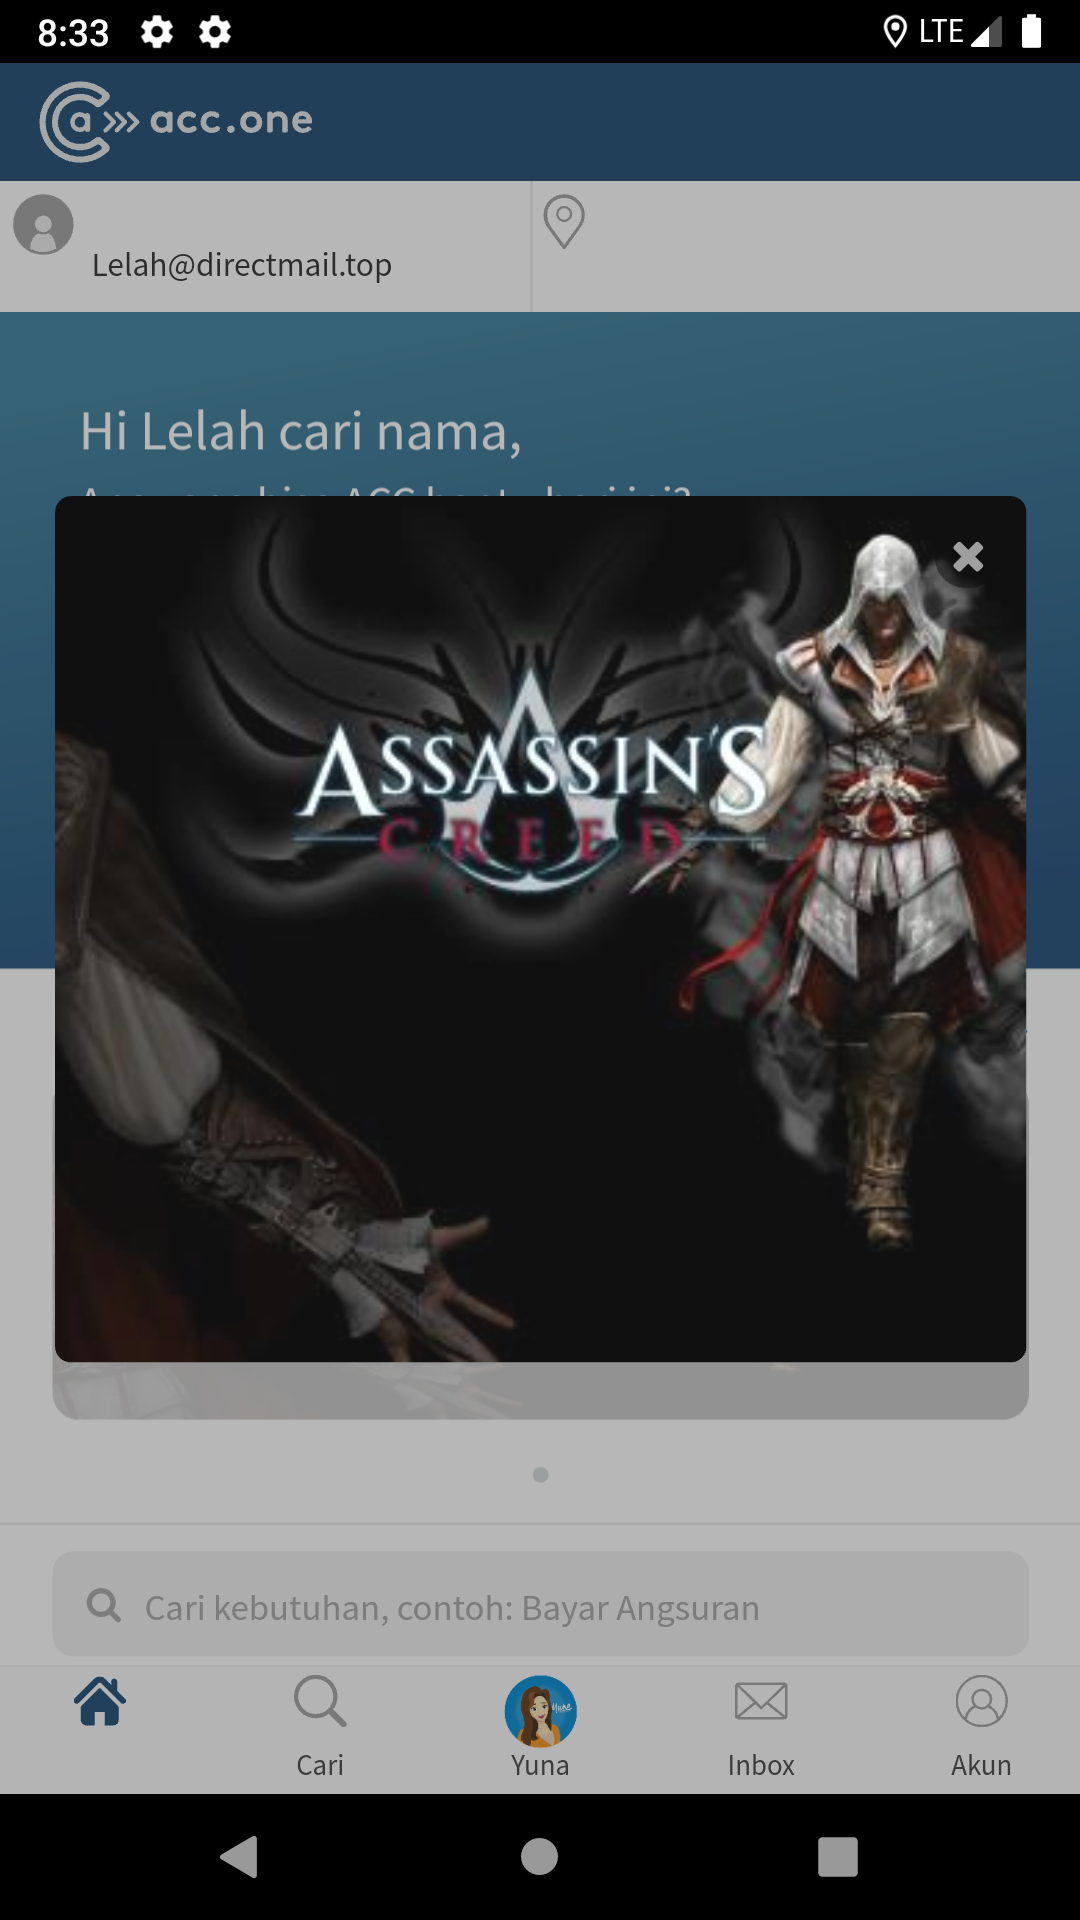 8:33
LTE
acc.one
Lelah@directmail.top
Hi Lelah cari nama,
ASSASSIN'S
CREED
Cari kebutuhan, contoh: Bayar Angsuran
Cari
Yuna
Inbox
Akun